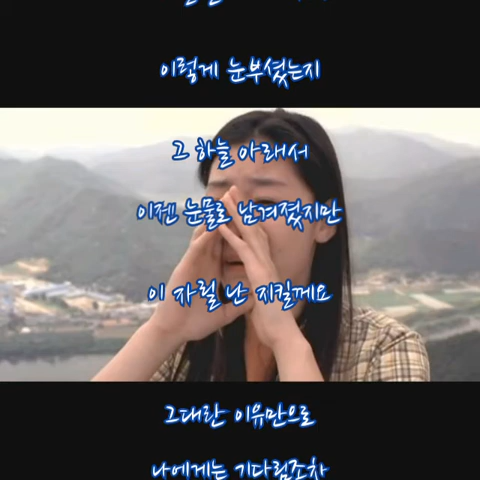 이렇게 눈부셨는지
그 하늘 아래서
이젠 눈물로 남겨졌지만
이 자릴 난 지킬께요
그대란 이유만으로
나에게는 기다림조차